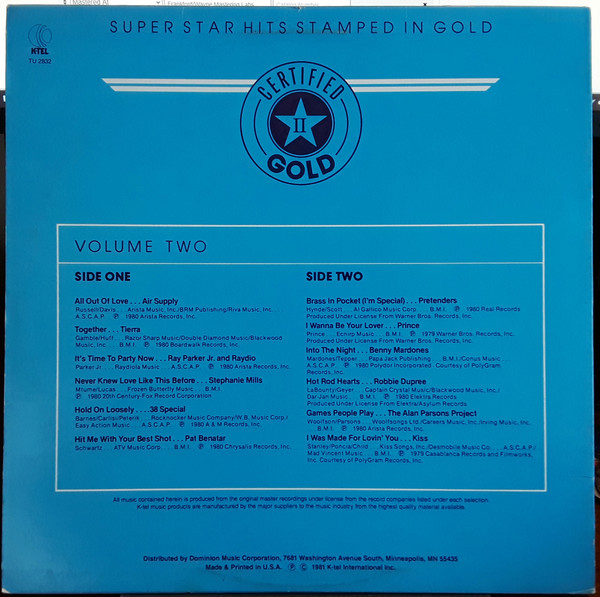 SUPER STAR HITS STAMPED IN GOLD
K-TEL
TU 2832
CERTIFIED
II
GOLD
VOLUME TWO
SIDE ONE
All Out Of Love . . . Air Supply
Russell/Davis . . . Arista Music, Inc./BRM Publishing/Riva Music, Inc. . . .
A.S.C.A.P. Ⓟ 1980 Arista Records, Inc.
Together . . . Tierra
Gamble/Huff . . . Razor Sharp Music/Double Diamond Music/Blackwood
Music, Inc. . . . B.M.I. Ⓟ 1980 Boardwalk Records, Inc.
It's Time To Party Now . . . Ray Parker Jr. and Raydio
Parker Jr. . . . Raydiola Music . . . A.S.C.A.P. Ⓟ 1980 Arista Records, Inc.
Never Knew Love Like This Before . . . Stephanie Mills
Mtume/Lucas . . . Frozen Butterfly Music . . . B.M.I.
Ⓟ 1980 20th Century-Fox Record Corporation
Hold On Loosely . . . 38 Special
Barnes/Carlisi/Peterik . . . Rocknocker Music Company/W.B. Music Corp./
Easy Action Music . . . A.S.C.A.P. Ⓟ 1980 A & M Records, Inc.
Hit Me With Your Best Shot . . . Pat Benatar
Schwartz . . . ATV Music Corp. . . . B.M.I. Ⓟ 1980 Chrysalis Records, Inc.
SIDE TWO
Brass In Pocket (I'm Special) . . . Pretenders
Hynde/Scott . . . Al Gallico Music Corp. . . . B.M.I. Ⓟ 1980 Real Records
Produced Under License From Warner Bros. Records, Inc.
I Wanna Be Your Lover . . . Prince
Prince . . . Ecnirp Music . . . B.M.I. Ⓟ 1979 Warner Bros. Records, Inc.
Produced Under License From Warner Bros. Records, Inc.
Into The Night . . . Benny Mardones
Mardones/Tepper . . . Papa Jack Publishing . . . B.M.I./Gonus Music . . .
A.S.C.A.P. Ⓟ 1980 Polydor Incorporated Courtesy of PolyGram
Records, Inc.
Hot Rod Hearts . . . Robbie Dupree
LaBounty/Geyer . . . Captain Crystal Music/Blackwood Music, Inc./
Dar-Jan Music . . . B.M.I. Ⓟ 1980 Elektra Records
Produced Under License From Elektra/Asylum Records
Games People Play . . . The Alan Parsons Project
Woolfson/Parsons . . . Woolfsongs Ltd./Careers Music, Inc./Irving Music, Inc.
. . . B.M.I. Ⓟ 1980 Arista Records, Inc.
I Was Made For Lovin' You . . . Kiss
Stanley/Poncia/Child . . . Kiss Songs, Inc./Desmobile Music Co. . . . A.S.C.A.P./
Mad Vincent Music . . . B.M.I. Ⓟ 1979 Casablanca Records and Filmworks,
Inc. Courtesy of PolyGram Records, Inc.
All music contained herein is produced from the original master recordings under license from the record companies listed under each selection.
K-tel music products are manufactured by the major suppliers to the music industry from the highest quality material available.
Distributed by Dominion Music Corporation, 7681 Washington Avenue South, Minneapolis, MN 55435
Made & Printed in U.S.A. Ⓟ © 1981 K-tel International Inc.